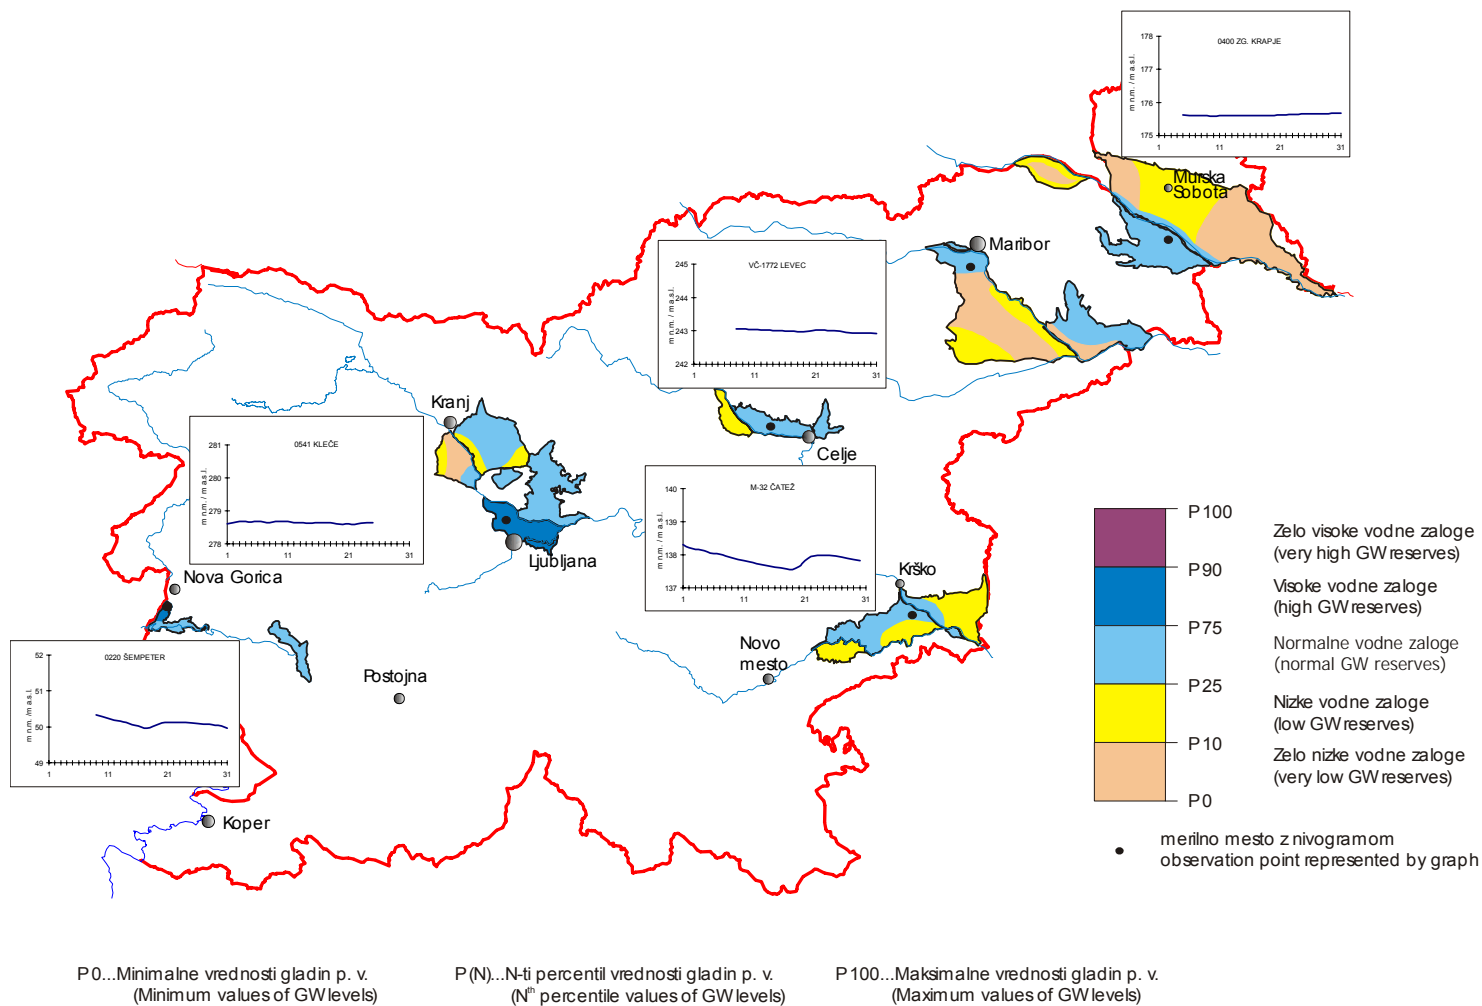 0400 ZG. KRAPJE
m n.m. / m a.s.l.
178
177
176
175
1 11 21 31
Murska
Sobota
Maribor
VČ-1772 LEVEC
m n.m. / m a.s.l.
245
244
243
242
1 11 21 31
Kranj
Celje
0541 KLEČE
m n.m. / m a.s.l.
281
280
279
278
1 11 21 31
Ljubljana
M-32 ČATEŽ
m n.m. / m a.s.l.
140
139
138
137
1 11 21 31
Nova Gorica
Krško
Novo
mesto
0220 ŠEMPETER
m n.m. / m a.s.l.
52
51
50
49
1 11 21 31
Postojna
Koper
P100
Zelo visoke vodne zaloge
(very high GW reserves)
P90
Visoke vodne zaloge
(high GW reserves)
P75
Normalne vodne zaloge
(normal GW reserves)
P25
Nizke vodne zaloge
(low GW reserves)
P10
Zelo nizke vodne zaloge
(very low GW reserves)
P0
merilno mesto z nivogramom
observation point represented by graph
P0...Minimalne vrednosti gladin p. v.
(Minimum values of GW levels)
P(N)...N-ti percentil vrednosti gladin p. v.
(Nth percentile values of GW levels)
P100...Maksimalne vrednosti gladin p. v.
(Maximum values of GW levels)